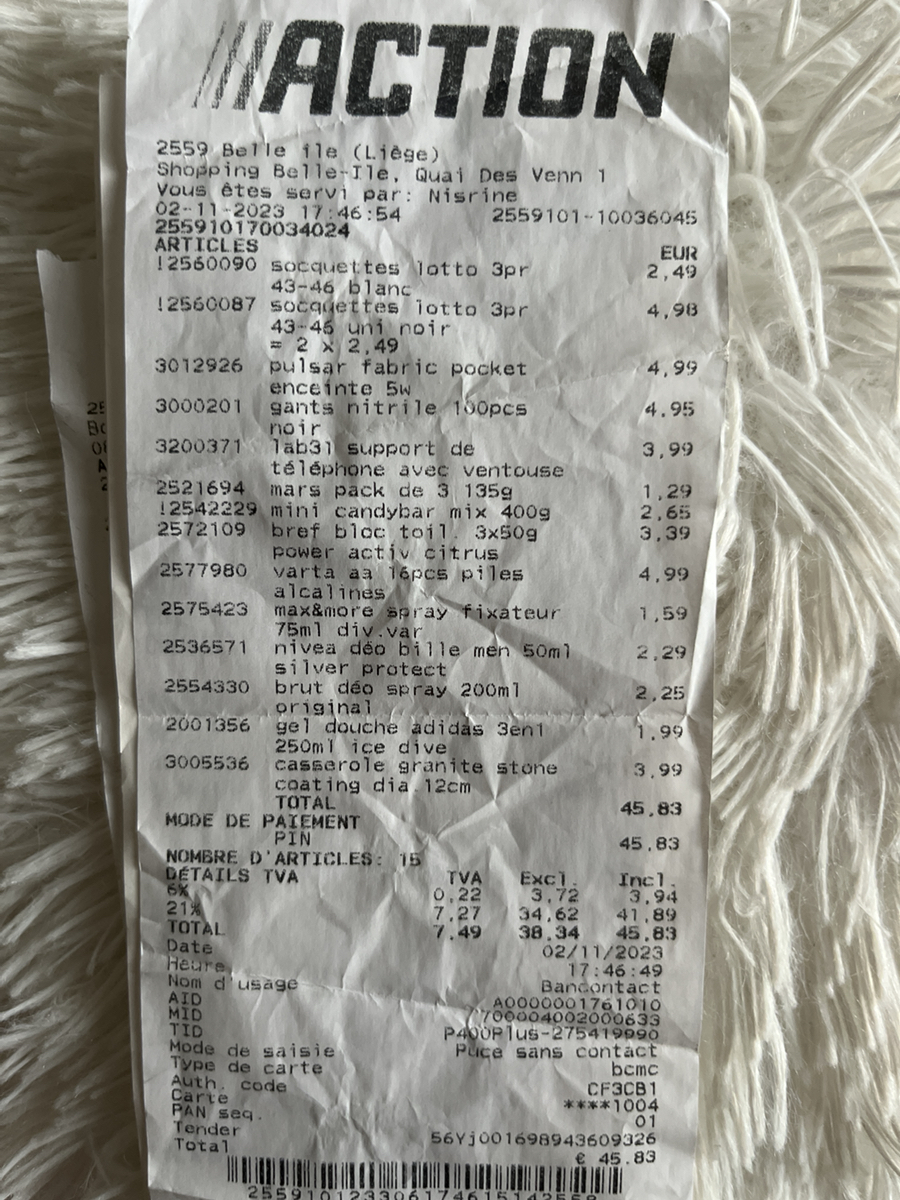 ACTION
2559 Belle île (Liège)
Shopping Belle-Ile, Quai Des Venn 1
Vous êtes servi par: Nisrine
02-11-2023 17:46:54 2559101-10036045
255910170034024
ARTICLES EUR
!2560090 socquettes lotto 3pr 2,49
43-46 blanc
!2560087 socquettes lotto 3pr 4,98
43-46 uni noir
= 2 x 2,49
3012926 pulsar fabric pocket 4,99
enceinte 5w
3000201 gants nitrile 100pcs 4,95
noir
3200371 lab31 support de 3,99
téléphone avec ventouse
2521694 mars pack de 3 135g 1,29
!2542229 mini candybar mix 400g 2,65
2572109 bref bloc toil. 3x50g 3,39
power activ citrus
2577980 varta aa 16pcs piles 4,99
alcalines
2575423 max&more spray fixateur 1,59
75ml div.var
2536571 nivea déo bille men 50ml 2,29
silver protect
2554330 brut déo spray 200ml 2,25
original
2001356 gel douche adidas 3en1 1,99
250ml ice dive
3005536 casserole granite stone 3,99
coating dia.12cm
TOTAL 45,83
MODE DE PAIEMENT
PIN 45,83
NOMBRE D'ARTICLES: 15
DÉTAILS TVA TVA Excl. Incl.
6% 0,22 3,72 3,94
21% 7,27 34,62 41,89
TOTAL 7,49 38,34 45,83
Date 02/11/2023
Heure 17:46:49
Nom d'usage Bancontact
AID A0000001761010
MID 700004002000633
TID P400Plus-275419990
Mode de saisie Puce sans contact
Type de carte bcmc
Auth. code CF3CB1
Carte ****1004
PAN seq. 01
Tender 56Yj001698943609326
Total € 45.83